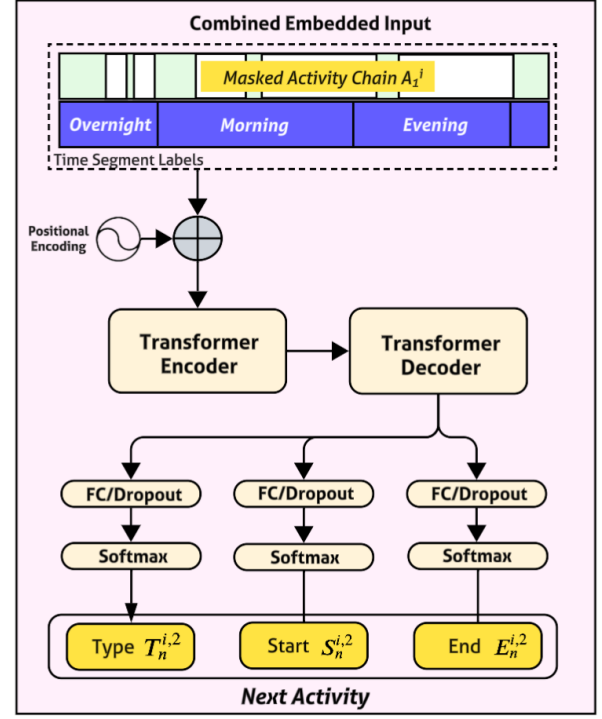 Combined Embedded Input
Masked Activity Chain A₁ⁱ
Overnight Morning Evening
Time Segment Labels
Positional
Encoding
Transformer
Encoder
Transformer
Decoder
FC/Dropout FC/Dropout FC/Dropout
Softmax Softmax Softmax
Type Tₙ^{i,2} Start Sₙ^{i,2} End Eₙ^{i,2}
Next Activity